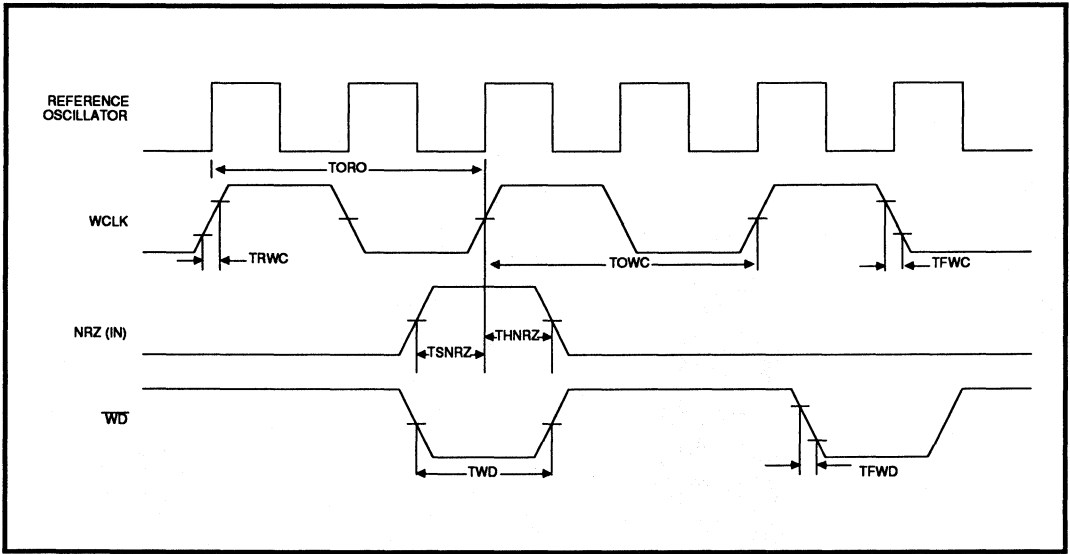 REFERENCE
OSCILLATOR
TORO
WCLK
TRWC
TOWC
TFWC
NRZ (IN)
TSNRZ
THNRZ
WD
TWD
TFWD